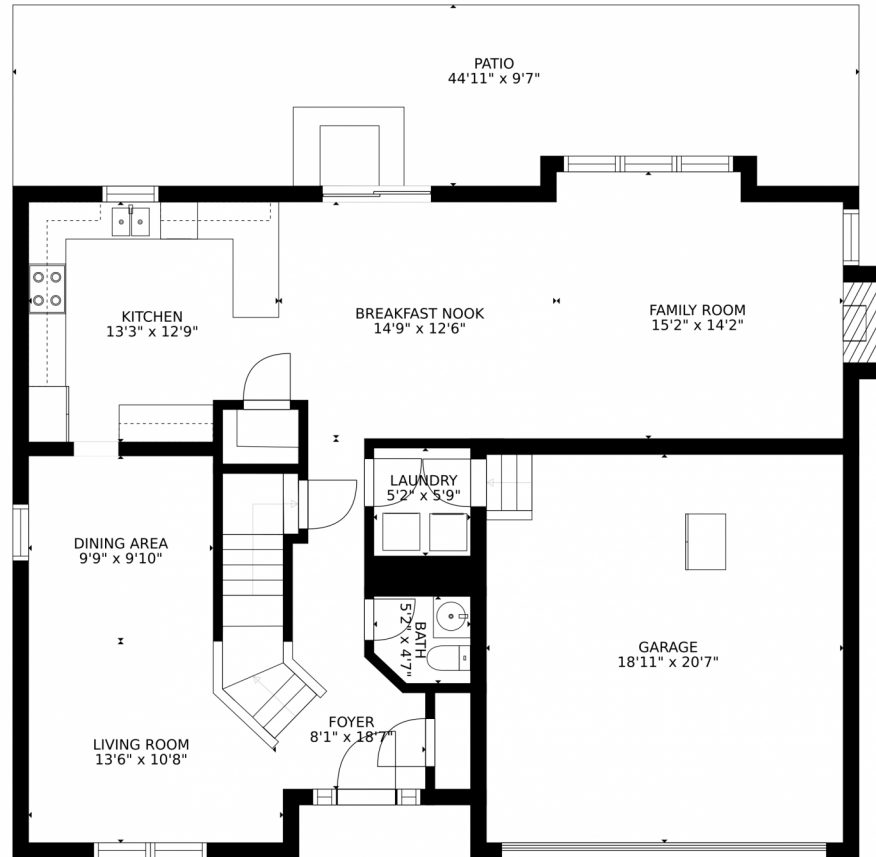 PATIO
44'11" x 9'7"
KITCHEN
13'3" x 12'9"
BREAKFAST NOOK
14'9" x 12'6"
FAMILY ROOM
15'2" x 14'2"
LAUNDRY
5'2" x 5'9"
DINING AREA
9'9" x 9'10"
BATH
5'2" x 4'7"
GARAGE
18'11" x 20'7"
FOYER
8'1" x 18'7"
LIVING ROOM
13'6" x 10'8"